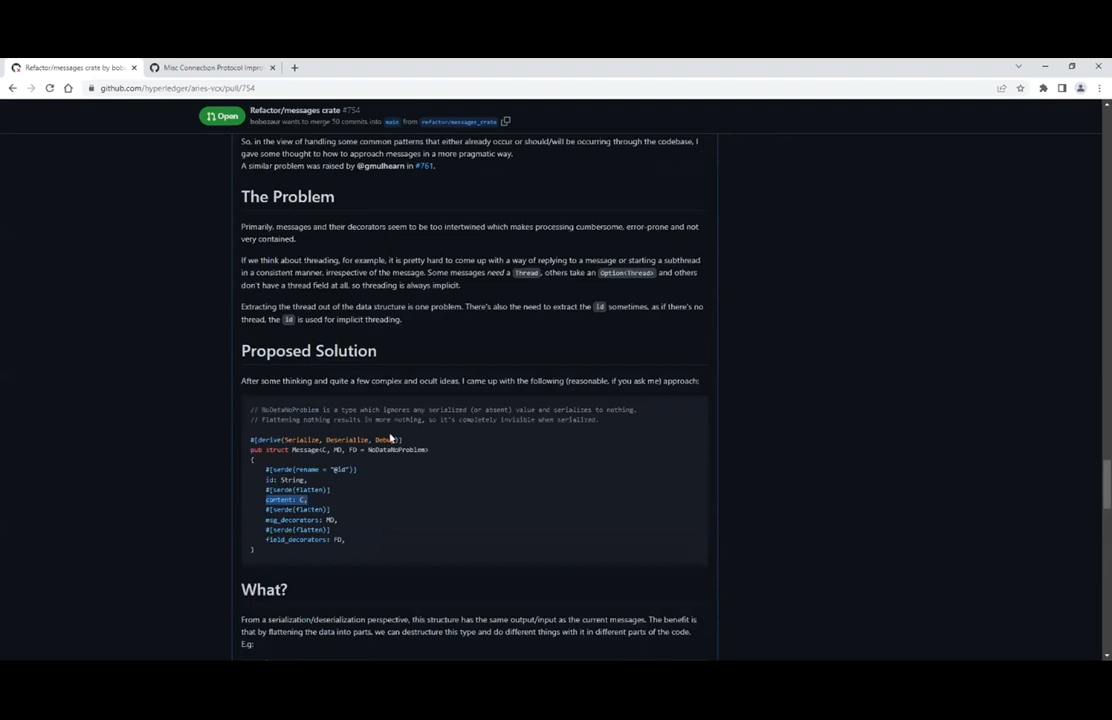 Refactor/messages crate by bob
Misc Connection Protocol Impro
github.com/hyperledger/aries-vcx/pull/754
Open
Refactor/messages crate #754
bobozaur wants to merge 50 commits into main from refactor/messages_crate
So, in the view of handling some common patterns that either already occur or should/will be occurring through the codebase, I
gave some thought to how to approach messages in a more pragmatic way.
A similar problem was raised by @gmulhearn in #761.
The Problem
Primarily, messages and their decorators seem to be too intertwined which makes processing cumbersome, error-prone and not
very contained.
If we think about threading, for example, it is pretty hard to come up with a way of replying to a message or starting a subthread
in a consistent manner, irrespective of the message. Some messages need a Thread, others take an Option<Thread> and others
don't have a thread field at all, so threading is always implicit.
Extracting the thread out of the data structure is one problem. There's also the need to extract the id sometimes, as if there's no
thread, the id is used for implicit threading.
Proposed Solution
After some thinking and quite a few complex and ocult ideas, I came up with the following (reasonable, if you ask me) approach:
// NoDataNoProblem is a type which ignores any serialized (or absent) value and serializes to nothing.
// Flattening nothing results in more nothing, so it's completely invisible when serialized.
#[derive(Serialize, Deserialize, Debug)]
pub struct Message<C, MD, FD = NoDataNoProblem>
{
#[serde(rename = "@id")]
id: String,
#[serde(flatten)]
content: C,
#[serde(flatten)]
msg_decorators: MD,
#[serde(flatten)]
field_decorators: FD,
}
What?
From a serialization/deserialization perspective, this structure has the same output/input as the current messages. The benefit is
that by flattening the data into parts, we can destructure this type and do different things with it in different parts of the code.
E.g: